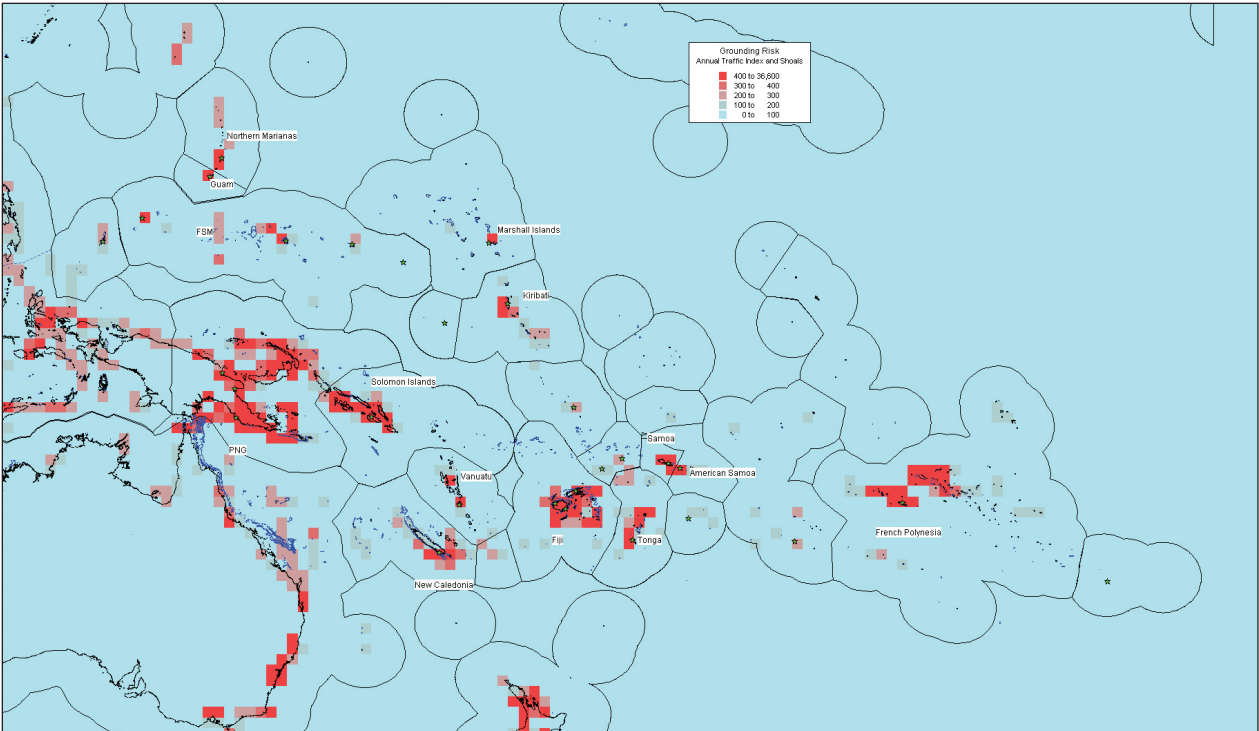 Grounding Risk
Annual Traffic Index and Shoals
400 to 36,600
300 to 400
200 to 300
100 to 200
0 to 100
Northern Marianas
Guam
FSM
Marshall Islands
Kiribati
Solomon Islands
PNG
Samoa
American Samoa
Vanuatu
Fiji
Tonga
French Polynesia
New Caledonia